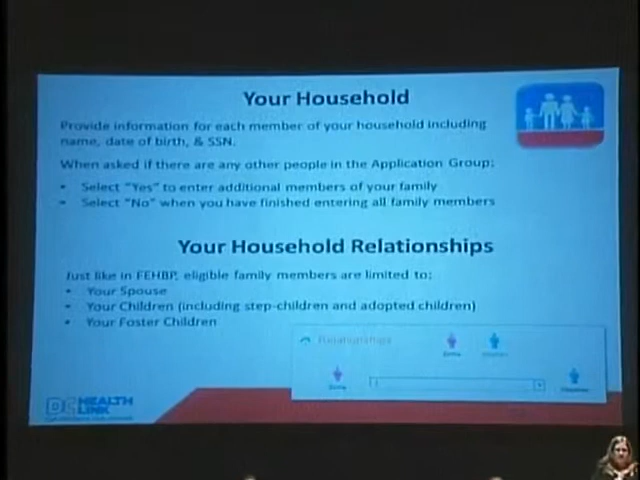 Your Household
Provide information for each member of your household including
name, date of birth, & SSN.
When asked if there are any other people in the Application Group:
• Select "Yes" to enter additional members of your family
• Select "No" when you have finished entering all family members
Your Household Relationships
Just like in FEHBP, eligible family members are limited to:
• Your Spouse
• Your Children (including step-children and adopted children)
• Your Foster Children
Relationships
DC HEALTH
LINK